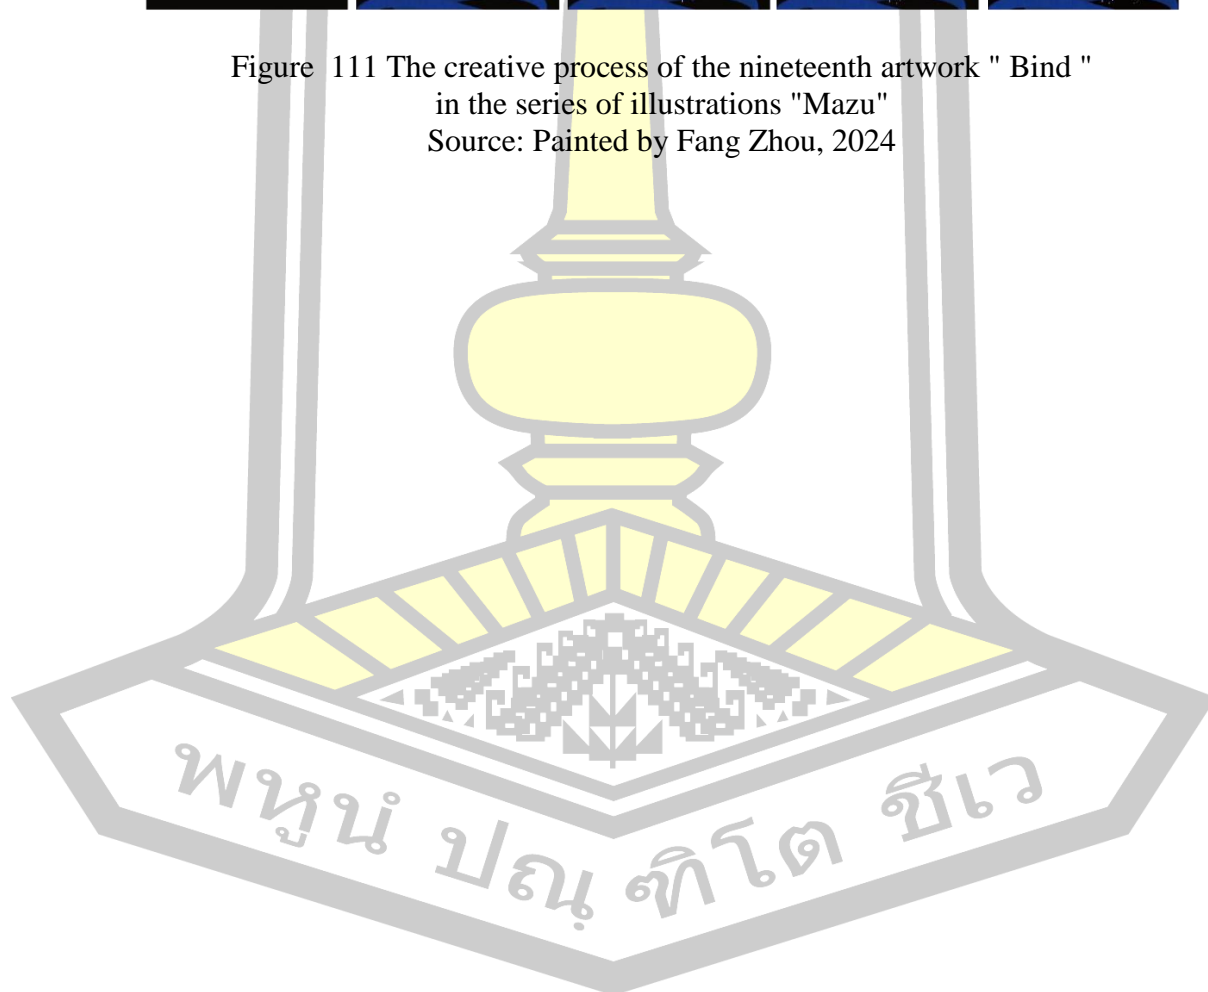 Figure 111 The creative process of the nineteenth artwork " Bind "
in the series of illustrations "Mazu"
Source: Painted by Fang Zhou, 2024
พหูนํ ปณฺฑิโต ชีเว